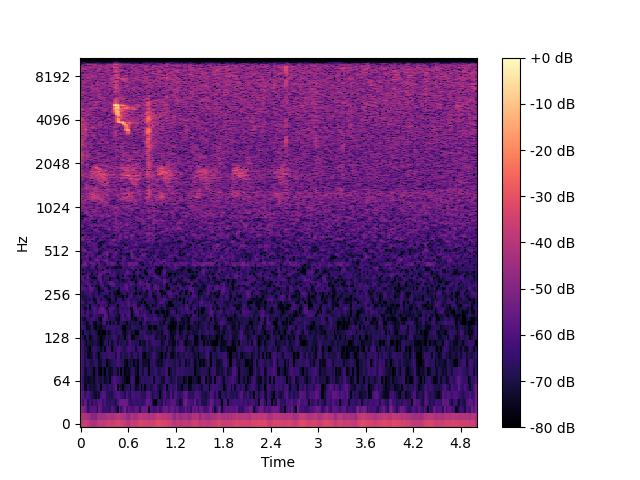 8192
4096
2048
1024
512
256
128
64
0
Hz
0 0.6 1.2 1.8 2.4 3 3.6 4.2 4.8
Time
+0 dB
-10 dB
-20 dB
-30 dB
-40 dB
-50 dB
-60 dB
-70 dB
-80 dB